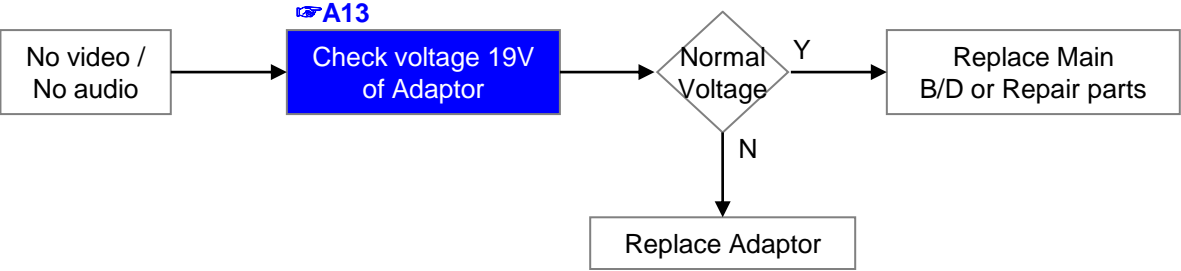 ☞A13
No video /
No audio
Check voltage 19V
of Adaptor
Normal
Voltage
Y
Replace Main
B/D or Repair parts
N
Replace Adaptor